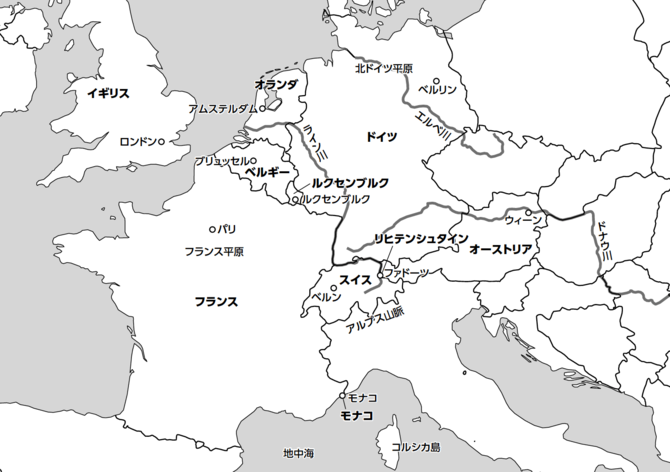 北ドイツ平原
ベルリン
オランダ
イギリス
アムステルダム
エルベ川
ロンドン
ライン川
ドイツ
ブリュッセル
ベルギー
ルクセンブルク
ルクセンブルク
ウィーン
パリ
フランス平原
リヒテンシュタイン
オーストリア
ドナウ川
ファドーツ
スイス
ベルン
フランス
アルプス山脈
モナコ
モナコ
地中海
コルシカ島